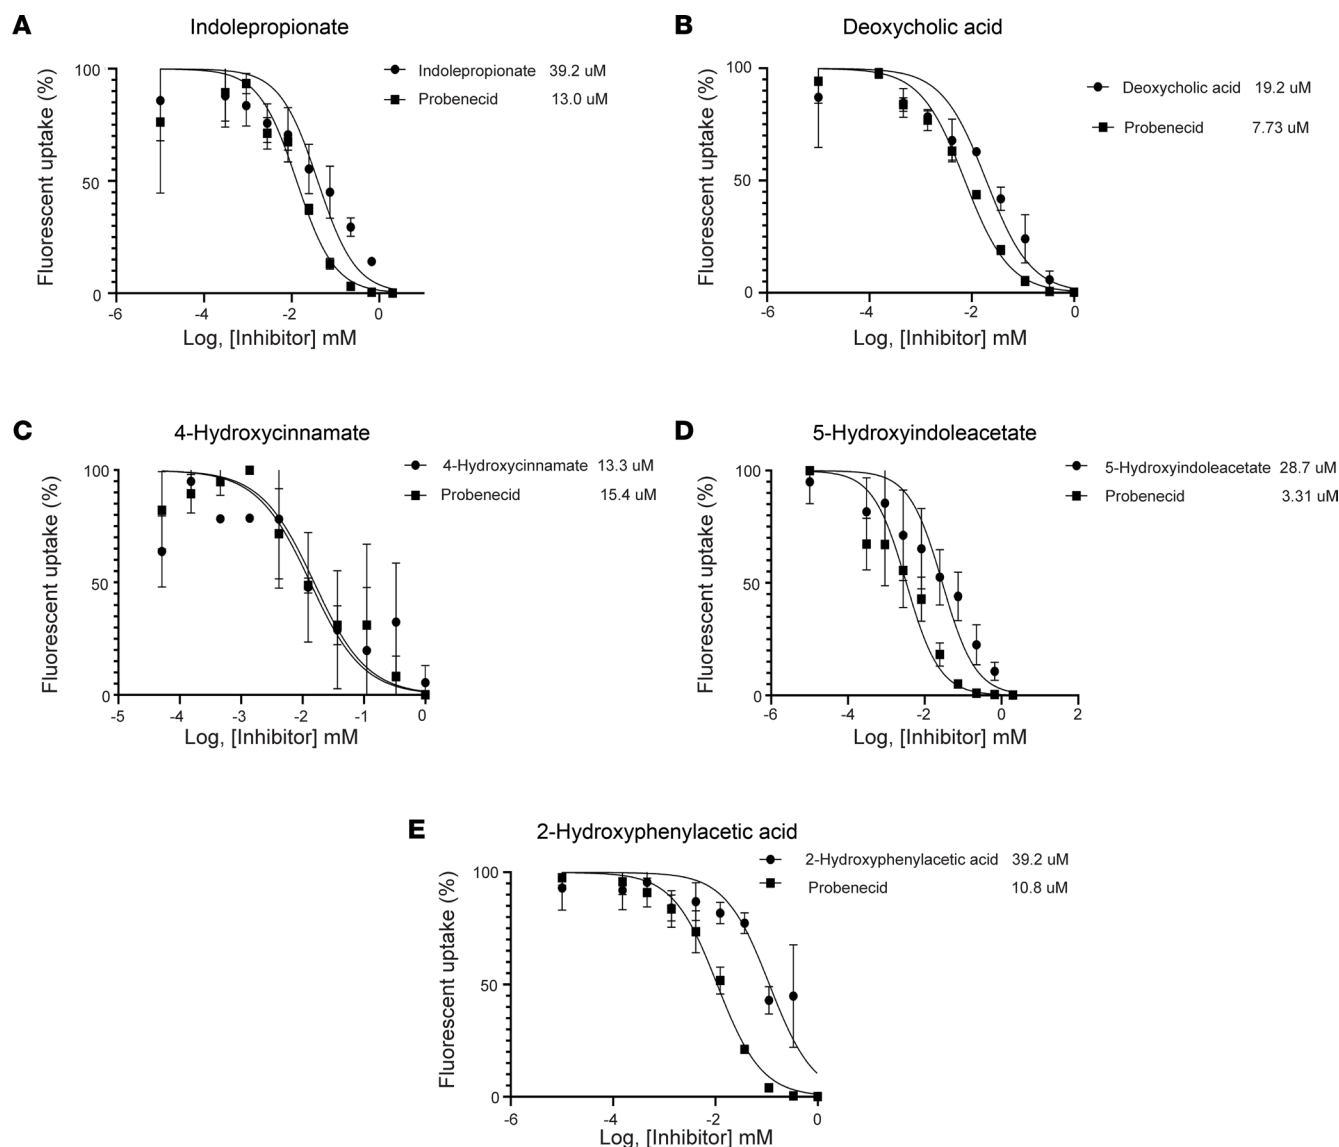 A
Indolepropionate
Fluorescent uptake (%)
100
50
0
-6
-4
-2
0
Log, [Inhibitor] mM
Indolepropionate 39.2 uM
Probenecid 13.0 uM
B
Deoxycholic acid
Fluorescent uptake (%)
100
50
0
-6
-4
-2
0
Log, [Inhibitor] mM
Deoxycholic acid 19.2 uM
Probenecid 7.73 uM
C
4-Hydroxycinnamate
Fluorescent uptake (%)
100
50
0
-5
-4
-3
-2
-1
0
Log, [Inhibitor] mM
4-Hydroxycinnamate 13.3 uM
Probenecid 15.4 uM
D
5-Hydroxyindoleacetate
Fluorescent uptake (%)
100
50
0
-6
-4
-2
0
2
Log, [Inhibitor] mM
5-Hydroxyindoleacetate 28.7 uM
Probenecid 3.31 uM
E
2-Hydroxyphenylacetic acid
Fluorescent uptake (%)
100
50
0
-6
-4
-2
0
Log, [Inhibitor] mM
2-Hydroxyphenylacetic acid 39.2 uM
Probenecid 10.8 uM